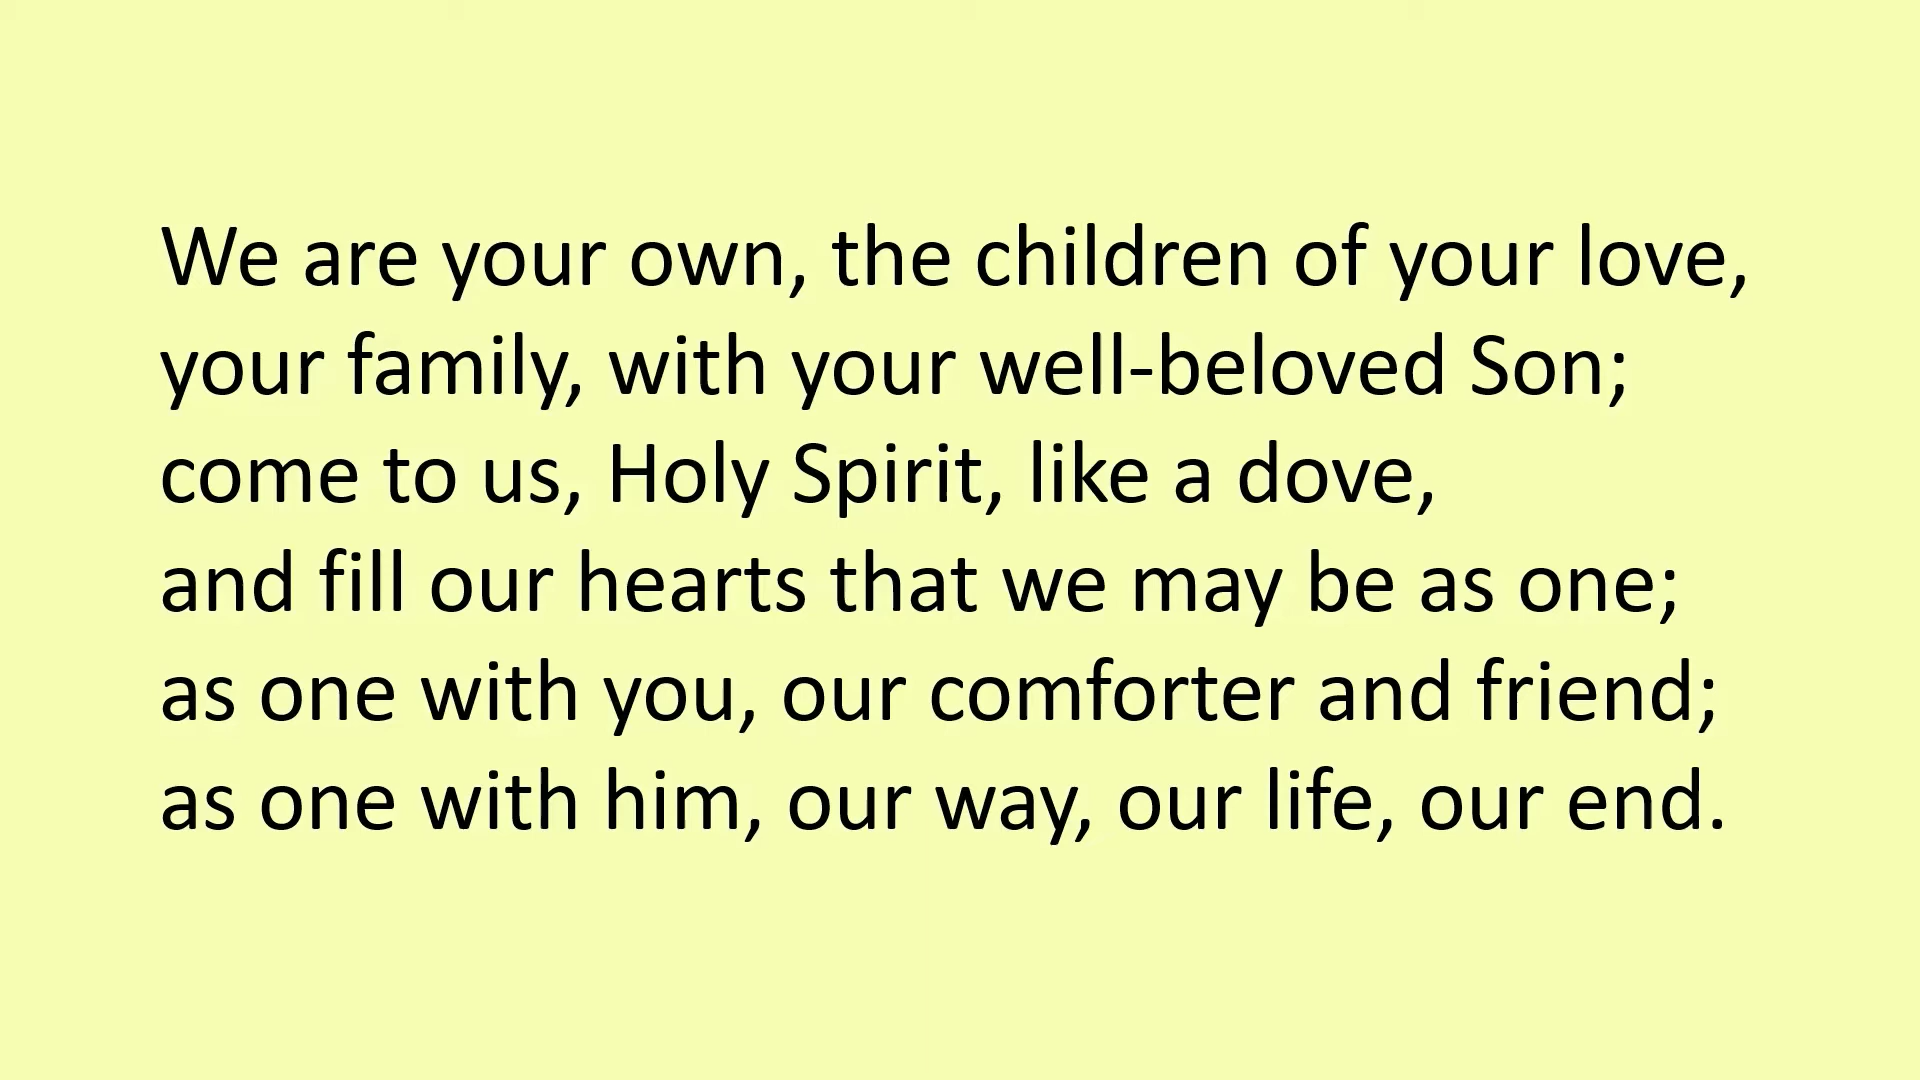 We are your own, the children of your love,
your family, with your well-beloved Son;
come to us, Holy Spirit, like a dove,
and fill our hearts that we may be as one;
as one with you, our comforter and friend;
as one with him, our way, our life, our end.